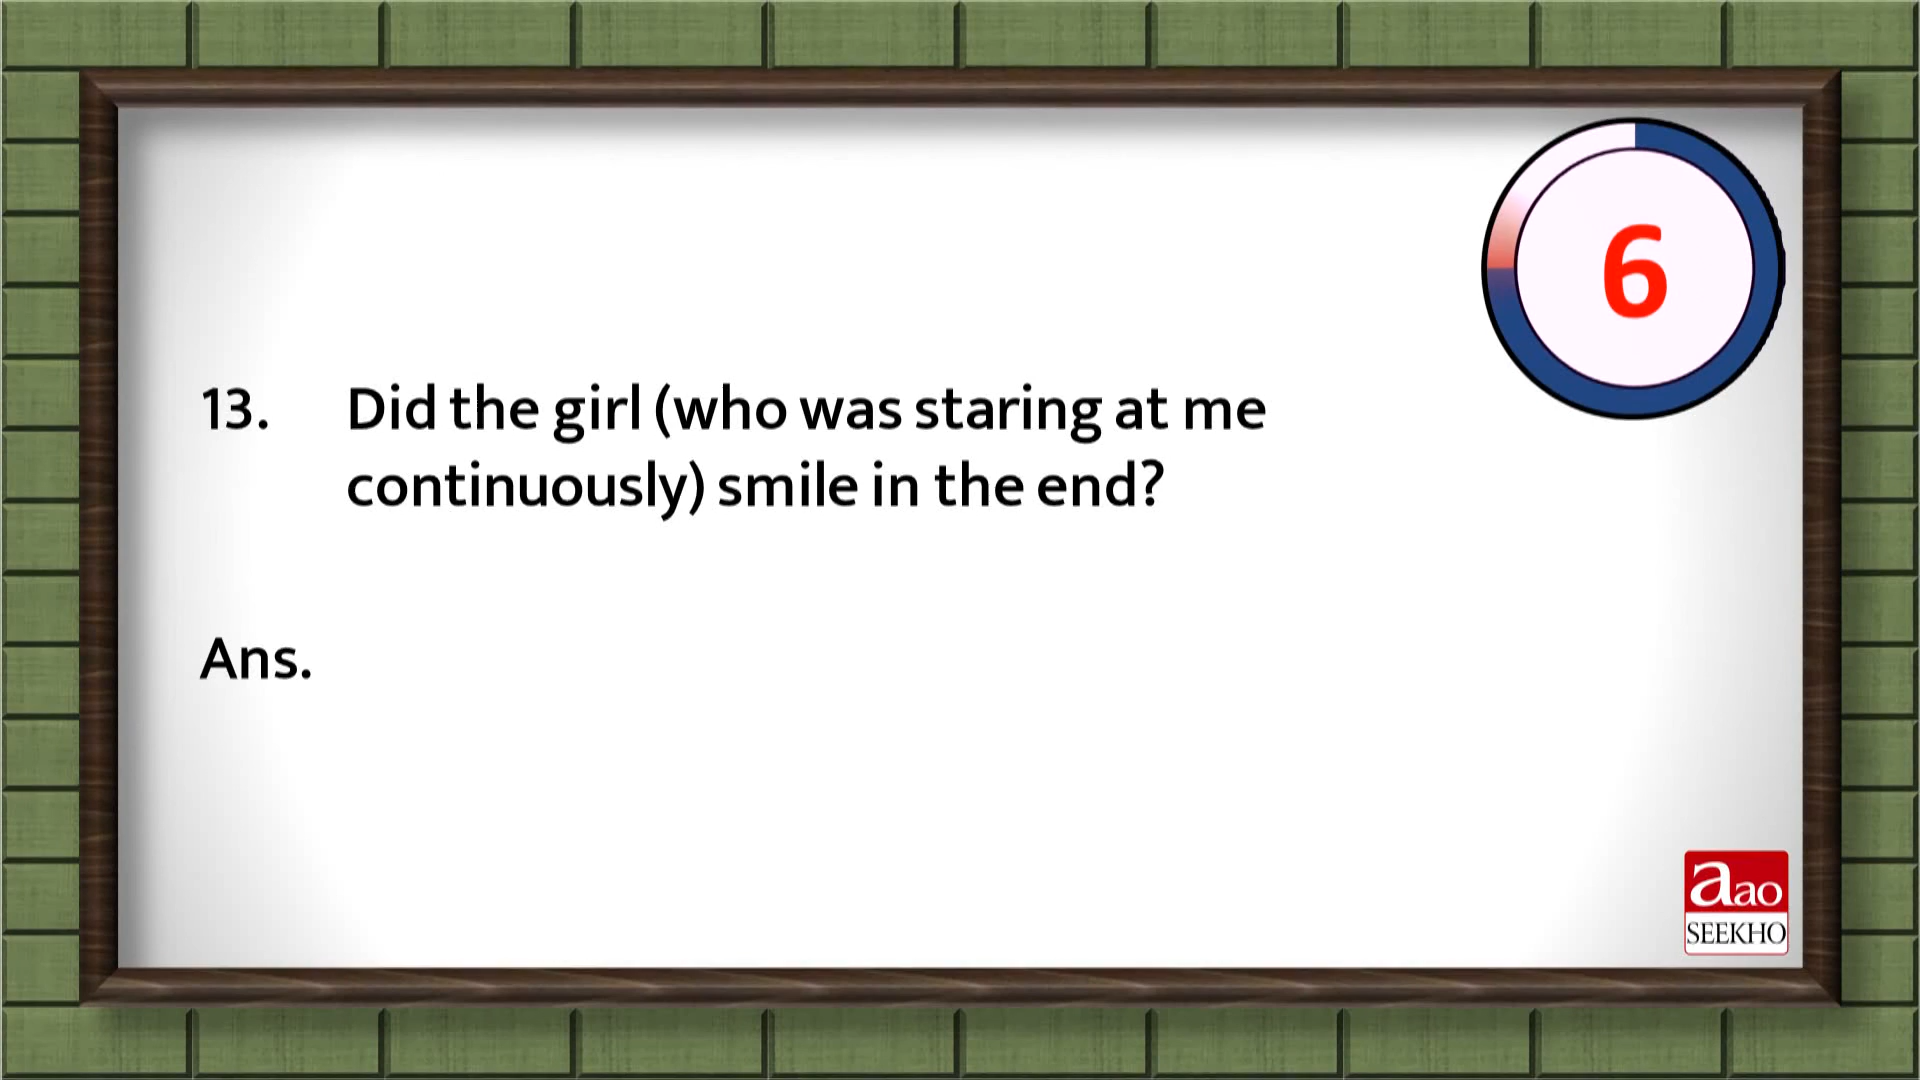 6
13. Did the girl (who was staring at me
continuously) smile in the end?
Ans.
aao
SEEKHO